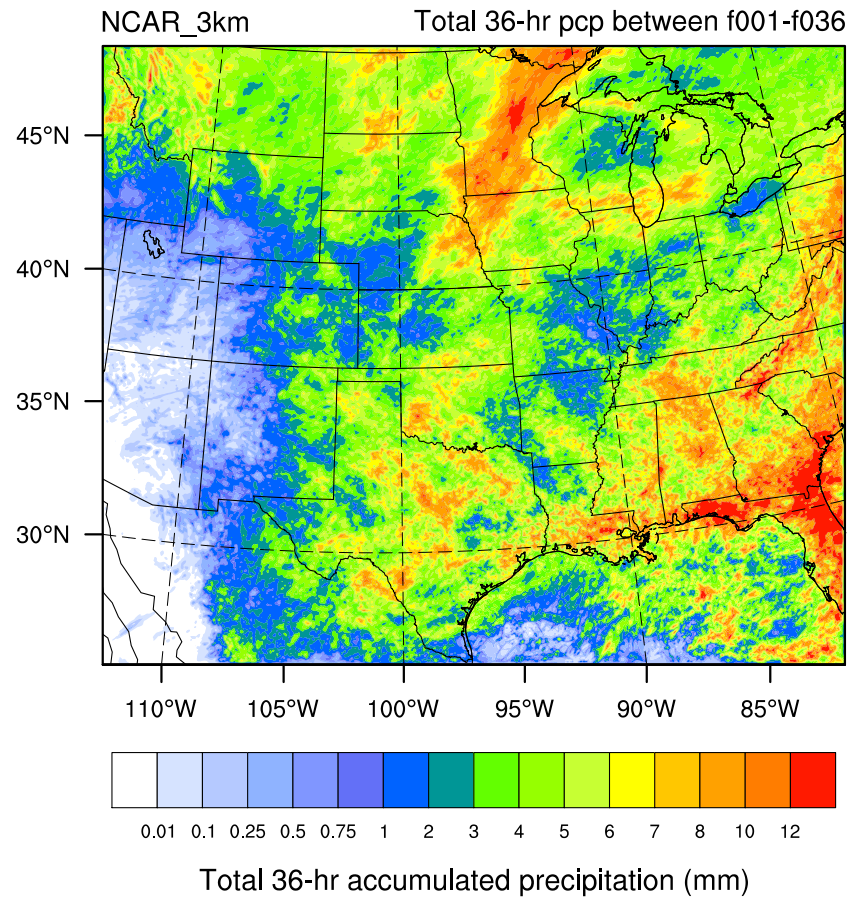 NCAR_3km Total 36-hr pcp between f001-f036
45°N
40°N
35°N
30°N
110°W 105°W 100°W 95°W 90°W 85°W
0.01 0.1 0.25 0.5 0.75 1 2 3 4 5 6 7 8 10 12
Total 36-hr accumulated precipitation (mm)